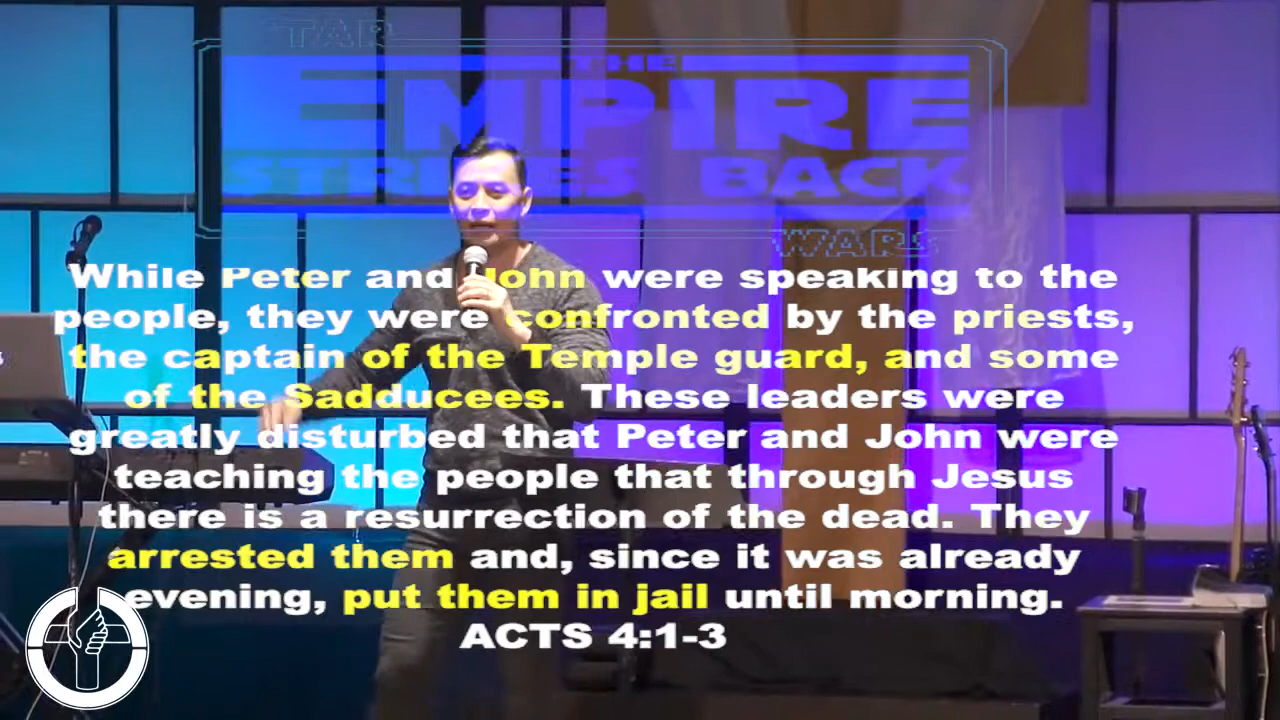 STAR
THE
EMPIRE
STRIKES BACK
WARS
While Peter and John were speaking to the
people, they were confronted by the priests,
the captain of the Temple guard, and some
of the Sadducees. These leaders were
greatly disturbed that Peter and John were
teaching the people that through Jesus
there is a resurrection of the dead. They
arrested them and, since it was already
evening, put them in jail until morning.
ACTS 4:1-3